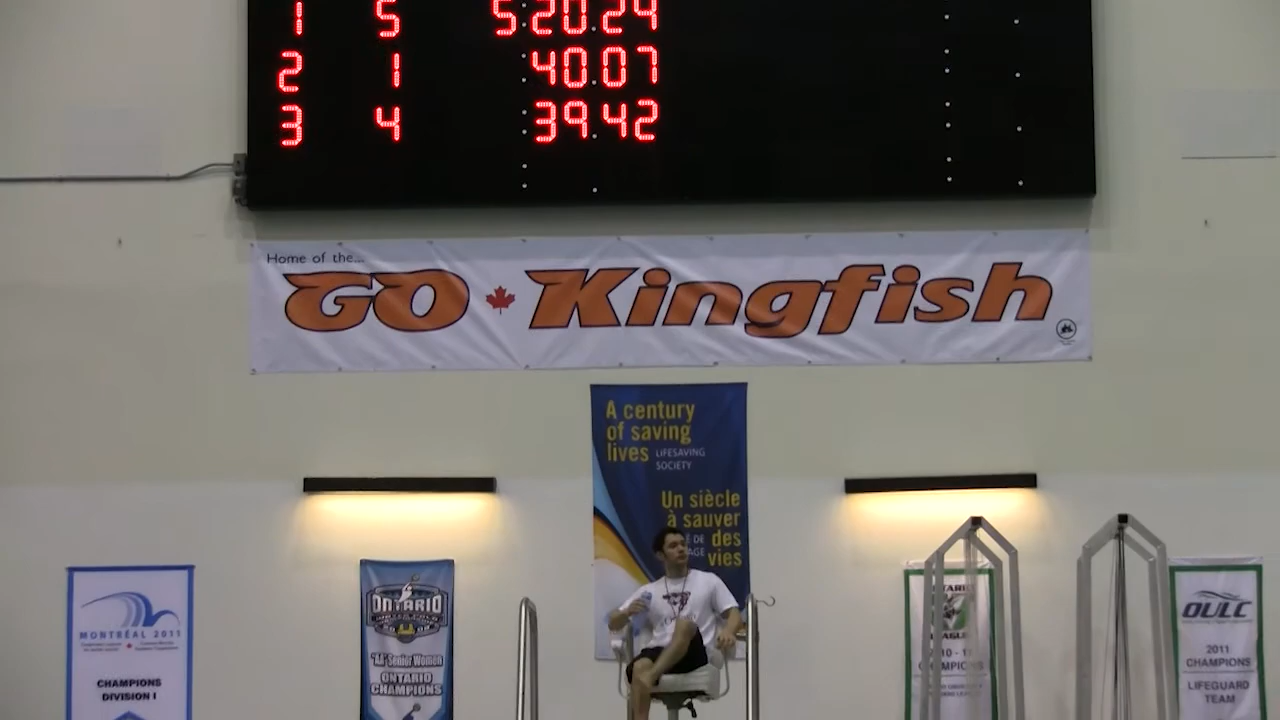 1 5 5:20.24
2 1 40.07
3 4 39.42
Home of the...
GO Kingfish
A century
of saving
lives LIFESAVING
SOCIETY
Un siècle
à sauver
des
vies
MONTRÉAL 2011
CHAMPIONS
DIVISION I
ONTARIO
"AA" Senior Women
ONTARIO
CHAMPIONS
OULC
2011
CHAMPIONS
LIFEGUARD
TEAM